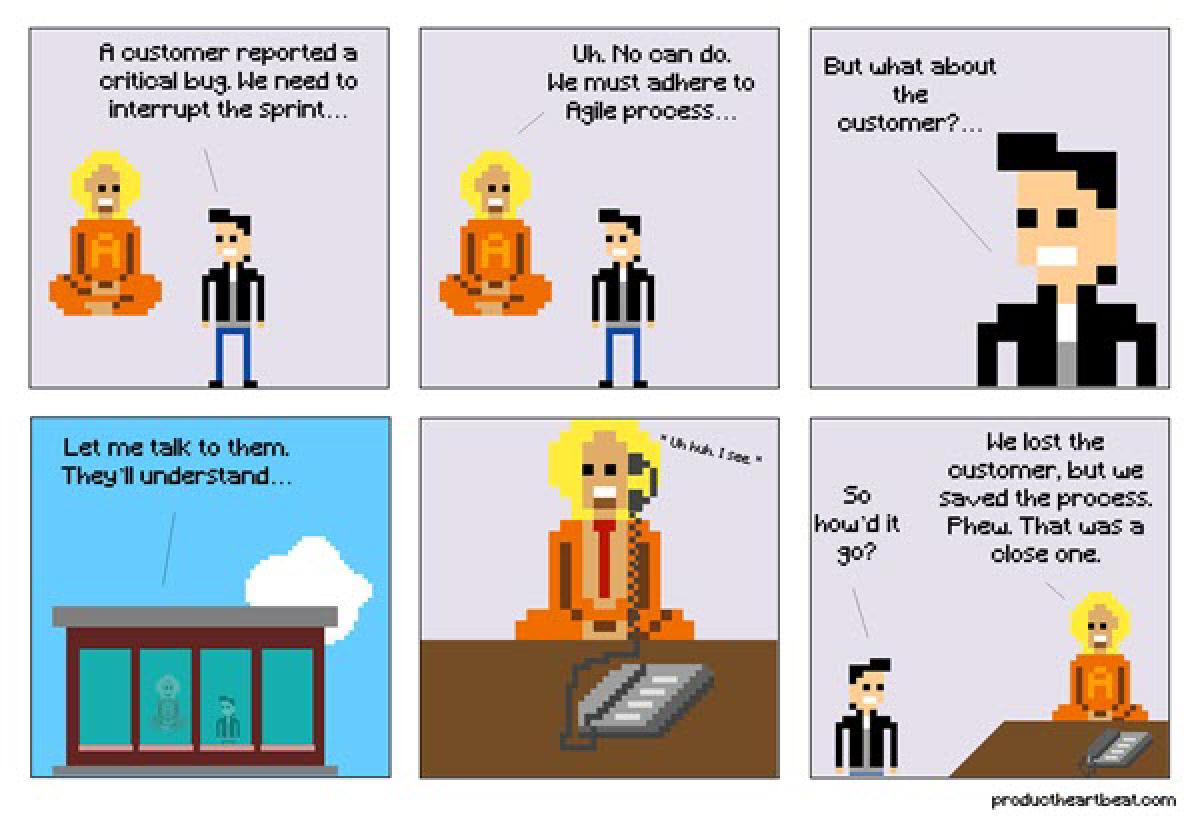 A customer reported a
critical bug. We need to
interrupt the sprint...
Uh. No can do.
We must adhere to
Agile process...
But what about
the
customer?...
Let me talk to them.
They'll understand...
" Uh huh. I see. "
So
how'd it
go?
We lost the
customer, but we
saved the process.
Phew. That was a
close one.
productheartbeat.com